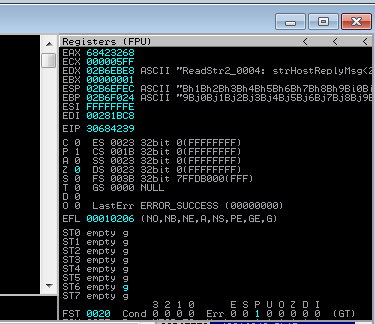 Registers (FPU) < < <
EAX 68423268
ECX 000005FF
EDX 02B6EBE8 ASCII "ReadStr2_0004: strHostReplyMsg<2
EBX 00000001
ESP 02B6EFEC ASCII "Bh1Bh2Bh3Bh4Bh5Bh6Bh7Bh8Bh9Bi0Bi
EBP 02B6F024 ASCII "9Bj0Bj1Bj2Bj3Bj4Bj5Bj6Bj7Bj8Bj9B
ESI FFFFFFFE
EDI 00281BC8
EIP 30684239
C 0 ES 0023 32bit 0(FFFFFFFF)
P 1 CS 001B 32bit 0(FFFFFFFF)
A 0 SS 0023 32bit 0(FFFFFFFF)
Z 0 DS 0023 32bit 0(FFFFFFFF)
S 0 FS 003B 32bit 7FFDB000(FFF)
T 0 GS 0000 NULL
D 0
O 0 LastErr ERROR_SUCCESS (00000000)
EFL 00010206 (NO,NB,NE,A,NS,PE,GE,G)
ST0 empty g
ST1 empty g
ST2 empty g
ST3 empty g
ST4 empty g
ST5 empty g
ST6 empty g
ST7 empty g
3 2 1 0 E S P U O Z D I
FST 0020 Cond 0 0 0 0 Err 0 0 1 0 0 0 0 0 (GT)